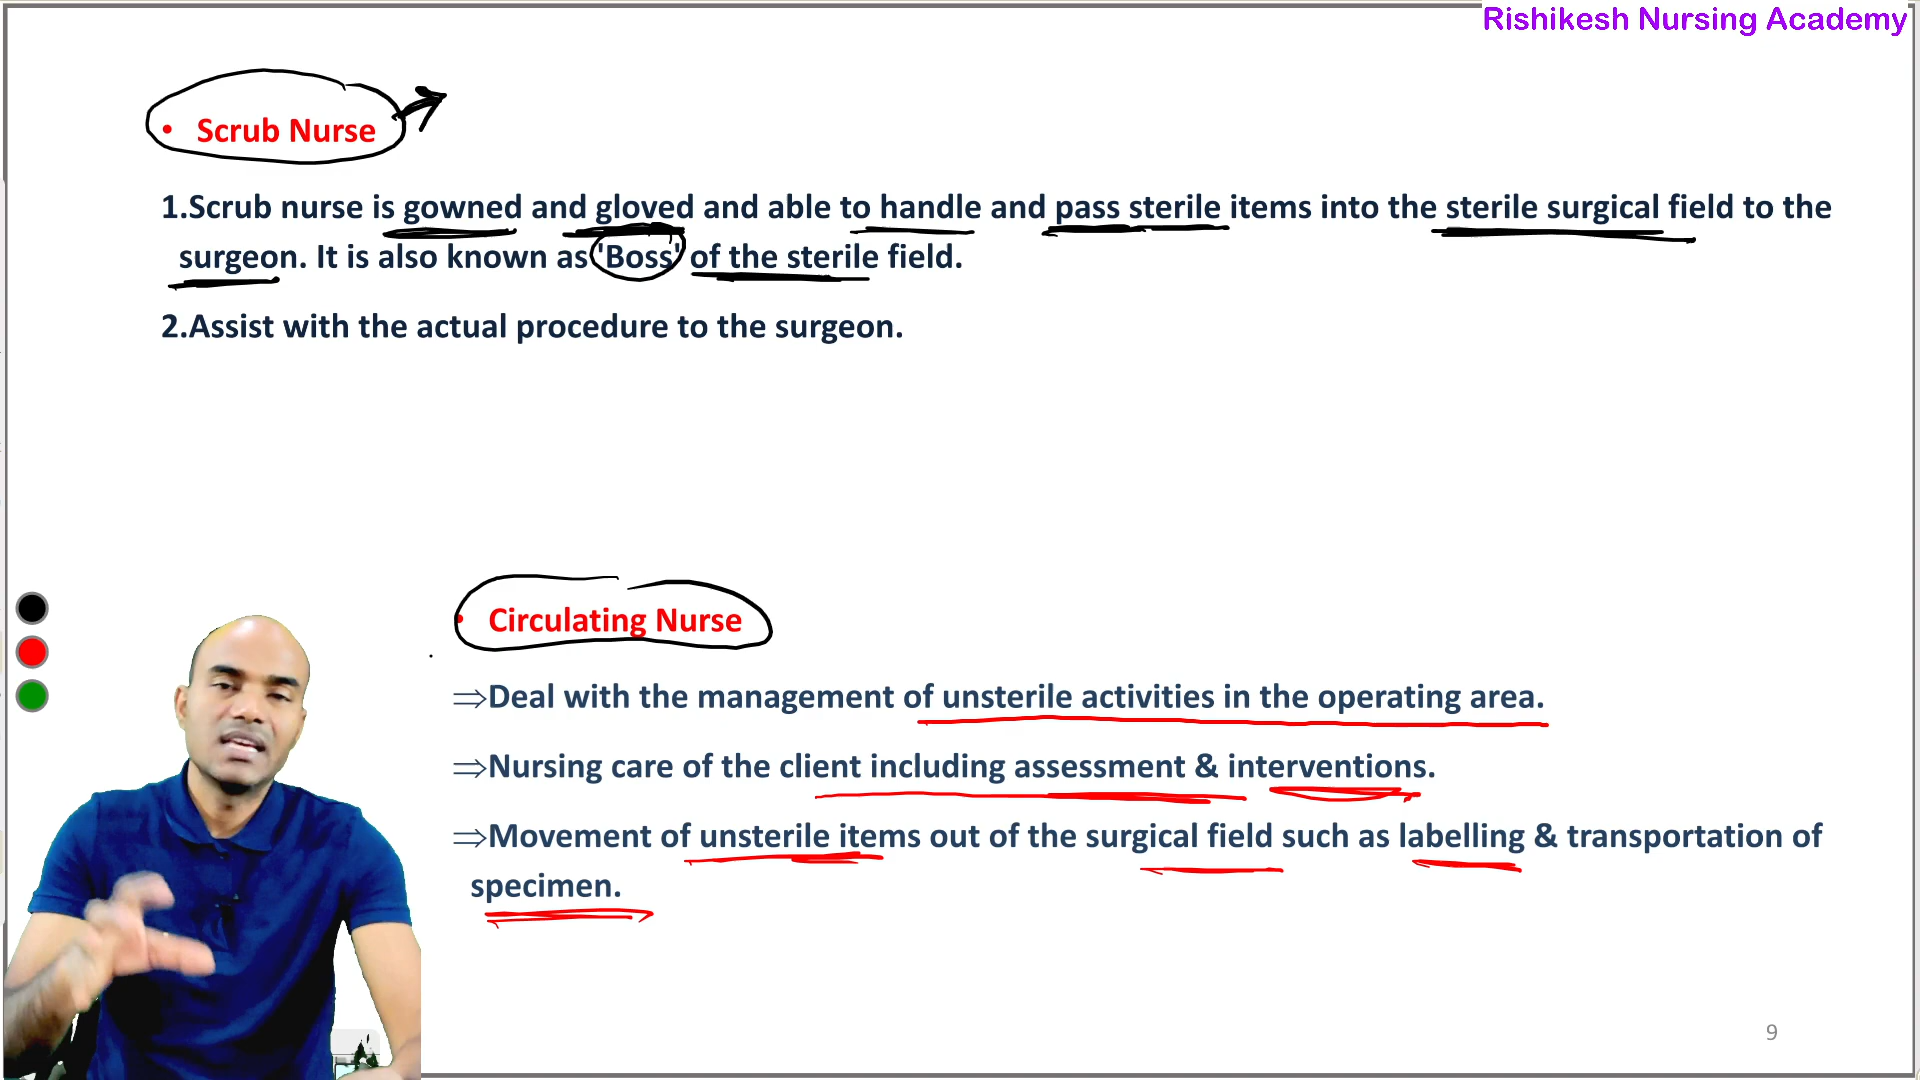 Rishikesh Nursing Academy
• Scrub Nurse
1.Scrub nurse is gowned and gloved and able to handle and pass sterile items into the sterile surgical field to the
surgeon. It is also known as 'Boss' of the sterile field.
2.Assist with the actual procedure to the surgeon.
• Circulating Nurse
⇒Deal with the management of unsterile activities in the operating area.
⇒Nursing care of the client including assessment & interventions.
⇒Movement of unsterile items out of the surgical field such as labelling & transportation of
specimen.
9